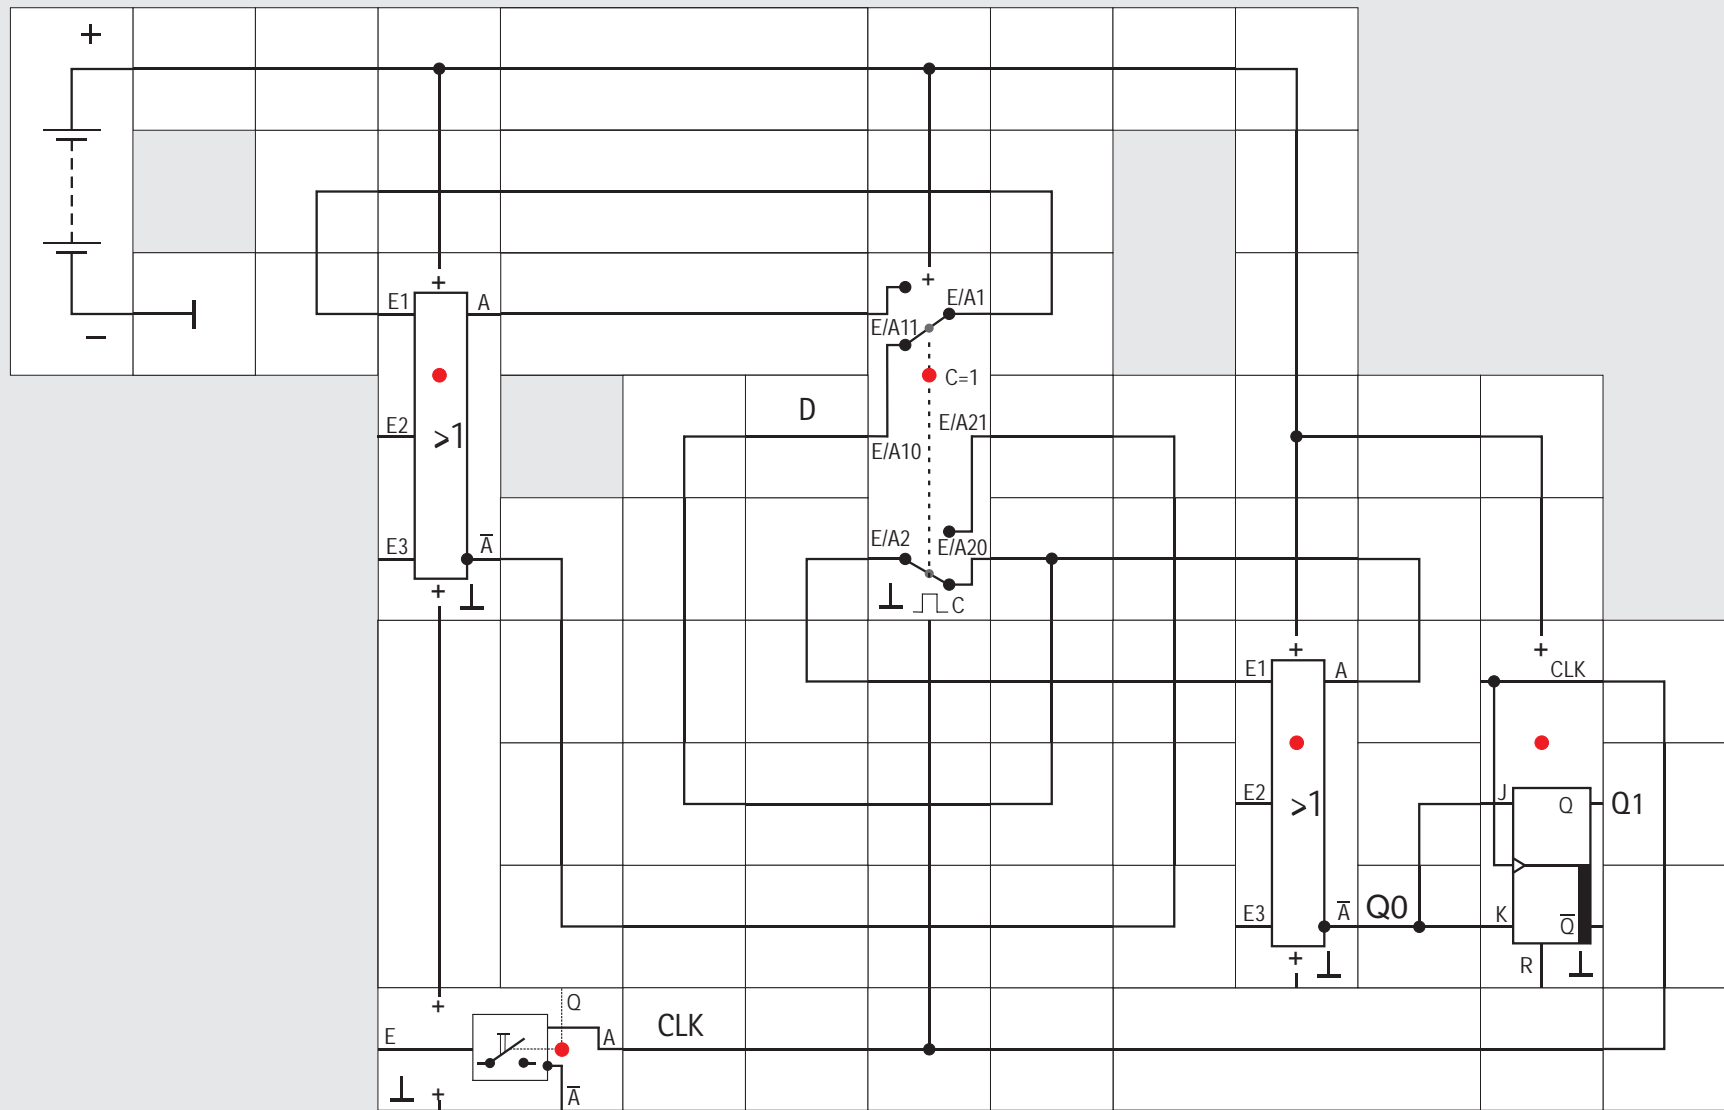 +
−
+
E1 A
E2 >1
E3 A̅
+
+
E/A1
E/A11
C=1
D
E/A21
E/A10
E/A2
E/A20
C
+
E1 A
E2 >1
E3 A̅
+
Q0
+
CLK
J Q
Q1
K Q̅
R
+
Q
E A
CLK
+
A̅